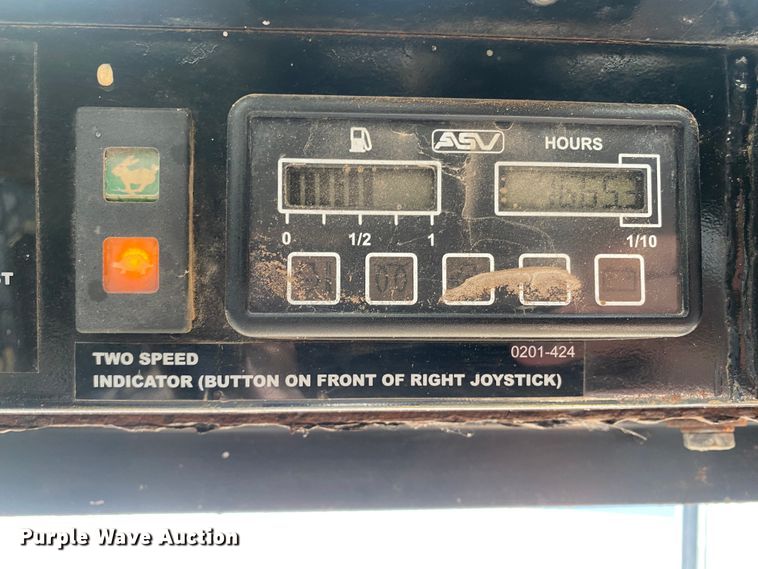 ASV
HOURS
0 1/2 1
1/10
ST
TWO SPEED
0201-424
INDICATOR (BUTTON ON FRONT OF RIGHT JOYSTICK)
Purple Wave Auction